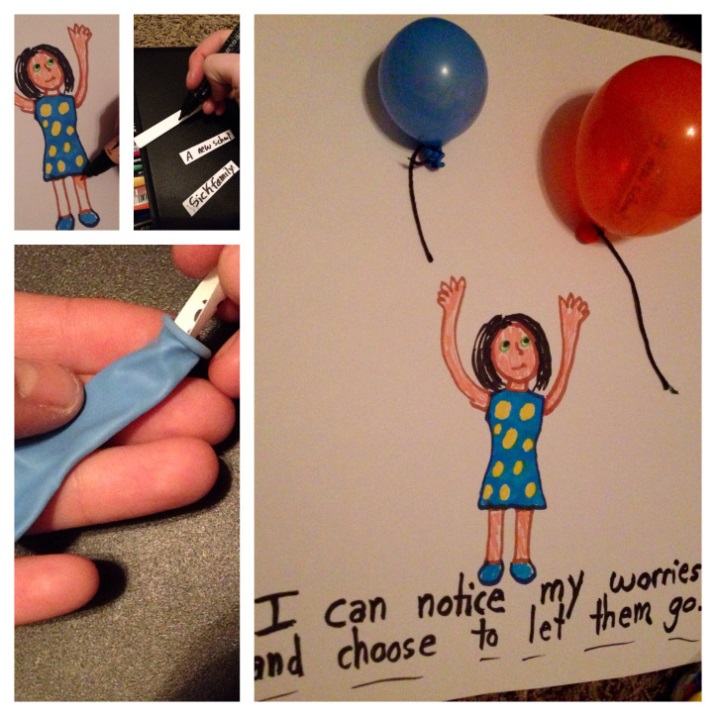 A new school
Sick family
I can notice my worries
and choose to let them go.